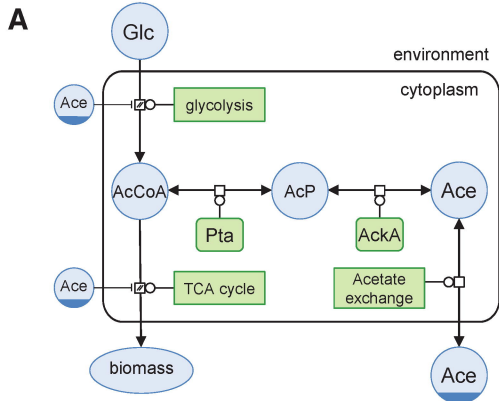 A
Glc
environment
cytoplasm
Ace
glycolysis
AcCoA
AcP
Ace
Pta
AckA
Ace
TCA cycle
Acetate
exchange
biomass
Ace